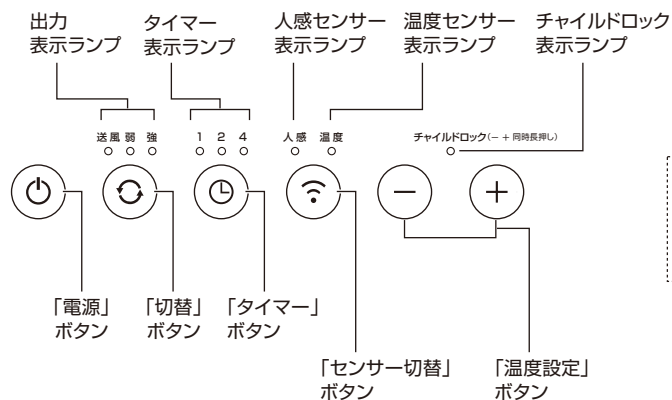 出力
表示ランプ
タイマー
表示ランプ
人感センサー
表示ランプ
温度センサー
表示ランプ
チャイルドロック
表示ランプ
送風 弱 強
1 2 4
人感 温度
チャイルドロック(− + 同時長押し)
「電源」
ボタン
「切替」
ボタン
「タイマー」
ボタン
「センサー切替」
ボタン
「温度設定」
ボタン